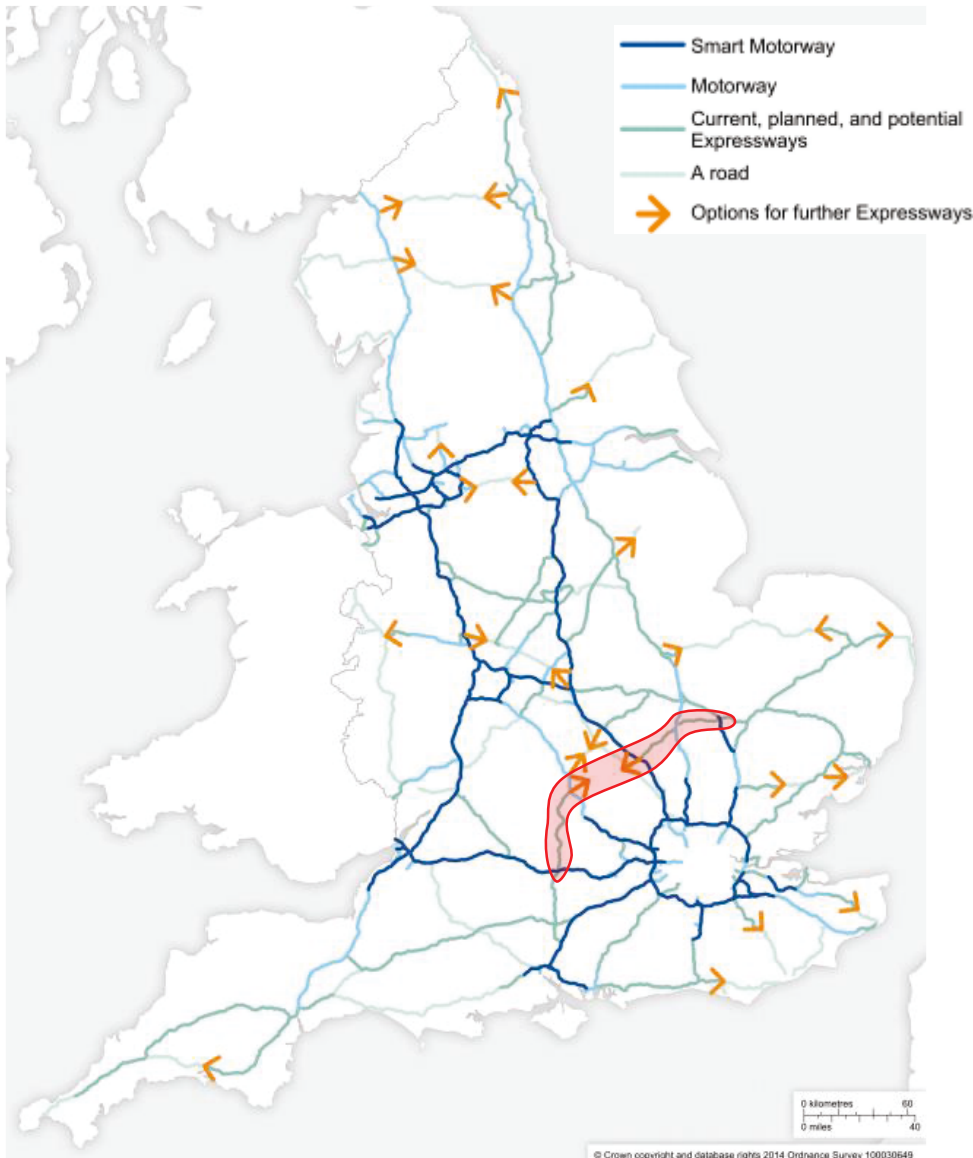 Smart Motorway
Motorway
Current, planned, and potential
Expressways
A road
Options for further Expressways
0 kilometres 60
0 miles 40
© Crown copyright and database rights 2014 Ordnance Survey 100030649